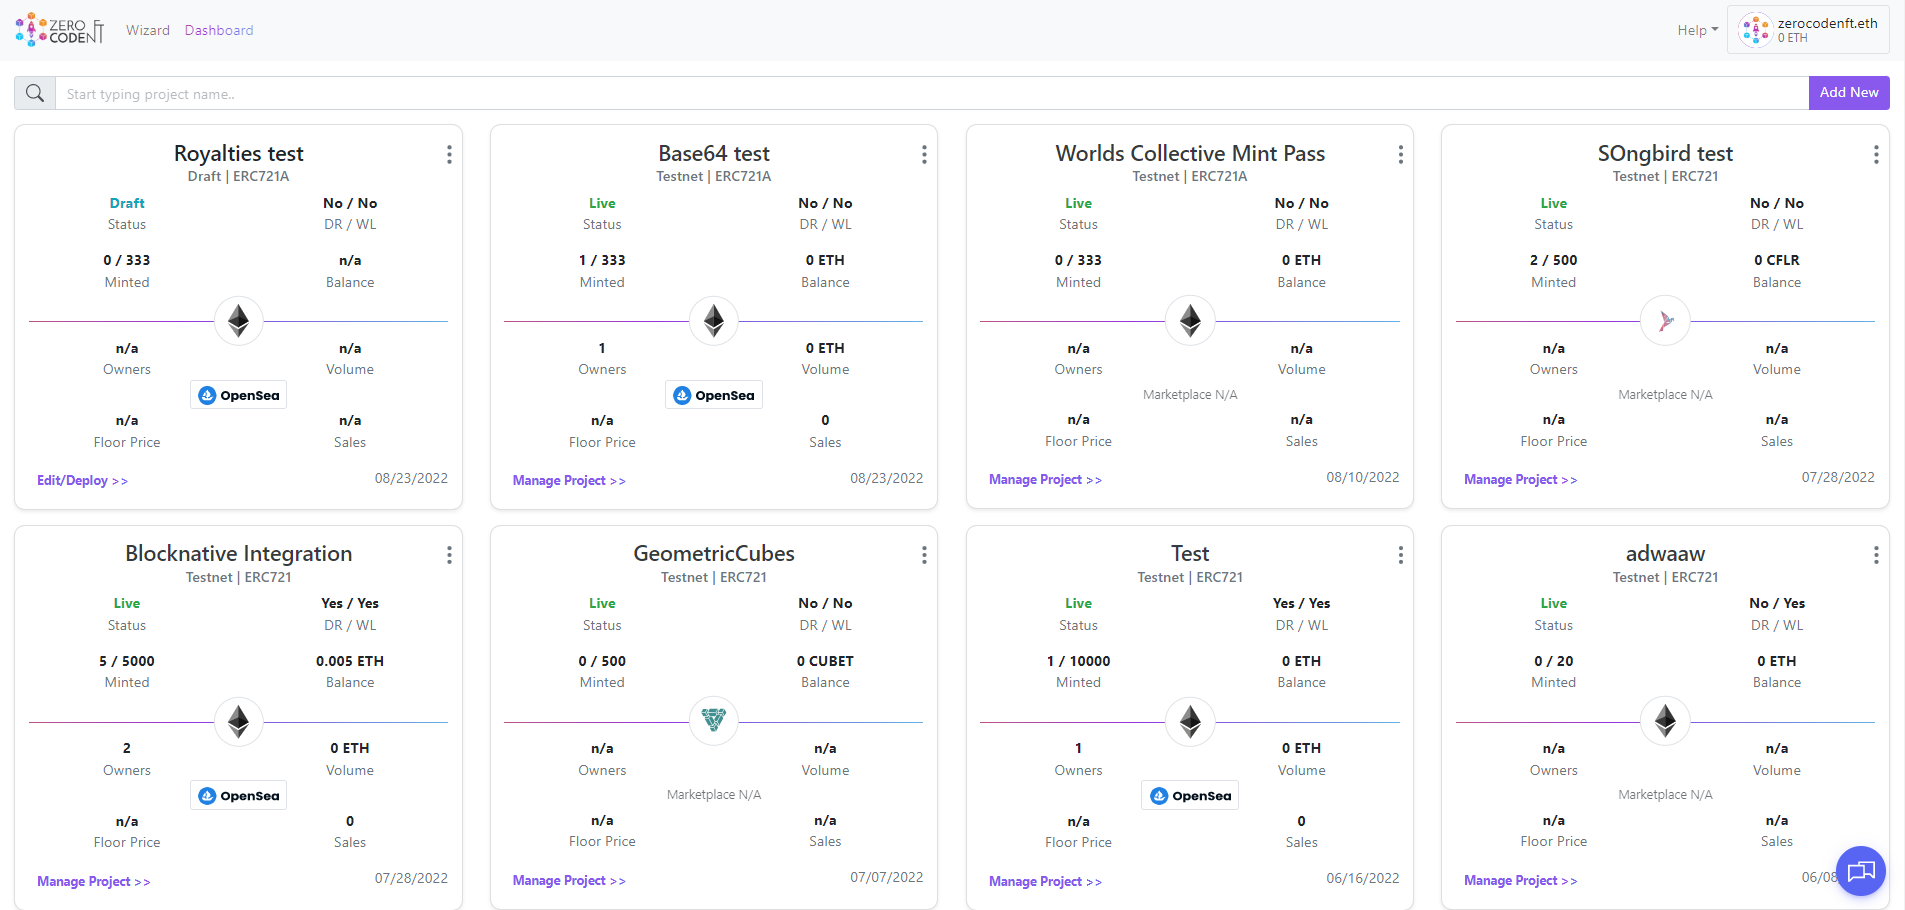 ZERO
CODENFT
Wizard
Dashboard
Help
zerocodenft.eth
0 ETH
Start typing project name..
Add New
Royalties test
Draft | ERC721A
Draft
No / No
Status
DR / WL
0 / 333
n/a
Minted
Balance
n/a
n/a
Owners
Volume
OpenSea
n/a
n/a
Floor Price
Sales
Edit/Deploy >>
08/23/2022
Base64 test
Testnet | ERC721A
Live
No / No
Status
DR / WL
1 / 333
0 ETH
Minted
Balance
1
0 ETH
Owners
Volume
OpenSea
n/a
0
Floor Price
Sales
Manage Project >>
08/23/2022
Worlds Collective Mint Pass
Testnet | ERC721A
Live
No / No
Status
DR / WL
0 / 333
0 ETH
Minted
Balance
n/a
n/a
Owners
Volume
Marketplace N/A
n/a
n/a
Floor Price
Sales
Manage Project >>
08/10/2022
SOngbird test
Testnet | ERC721
Live
No / No
Status
DR / WL
2 / 500
0 CFLR
Minted
Balance
n/a
n/a
Owners
Volume
Marketplace N/A
n/a
n/a
Floor Price
Sales
Manage Project >>
07/28/2022
Blocknative Integration
Testnet | ERC721
Live
Yes / Yes
Status
DR / WL
5 / 5000
0.005 ETH
Minted
Balance
2
0 ETH
Owners
Volume
OpenSea
n/a
0
Floor Price
Sales
Manage Project >>
07/28/2022
GeometricCubes
Testnet | ERC721
Live
No / No
Status
DR / WL
0 / 500
0 CUBET
Minted
Balance
n/a
n/a
Owners
Volume
Marketplace N/A
n/a
n/a
Floor Price
Sales
Manage Project >>
07/07/2022
Test
Testnet | ERC721
Live
Yes / Yes
Status
DR / WL
1 / 10000
0 ETH
Minted
Balance
1
0 ETH
Owners
Volume
OpenSea
n/a
0
Floor Price
Sales
Manage Project >>
06/16/2022
adwaaw
Testnet | ERC721
Live
No / Yes
Status
DR / WL
0 / 20
0 ETH
Minted
Balance
n/a
n/a
Owners
Volume
Marketplace N/A
n/a
n/a
Floor Price
Sales
Manage Project >>